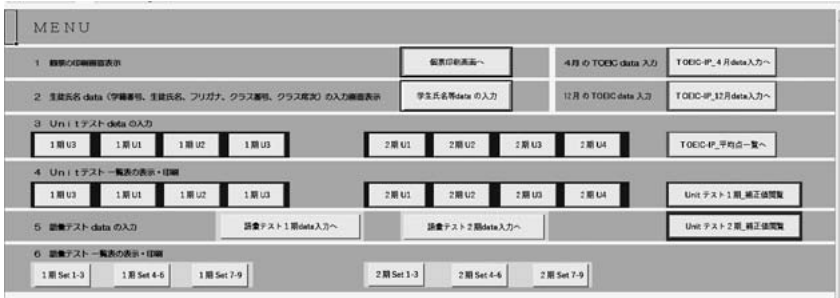 MENU
1 個票の印刷画面表示 個票印刷画面へ 4月 の TOEIC data 入力 TOEIC-IP_4月data入力へ
2 生徒氏名 data (学籍番号、生徒氏名、フリガナ、クラス番号、クラス席次) の入力画面表示 学生氏名等data の入力 12月 の TOEIC data 入力 TOEIC-IP_12月data入力へ
3 Unitテスト data の入力
1期 U3 1期 U1 1期 U2 1期 U3 2期 U1 2期 U2 2期 U3 2期 U4 TOEIC-IP_平均点一覧へ
4 Unitテスト 一覧表の表示・印刷
1期 U3 1期 U1 1期 U2 1期 U3 2期 U1 2期 U2 2期 U3 2期 U4 Unit テスト1期_補正値閲覧
5 語彙テスト data の入力 語彙テスト1期data入力へ 語彙テスト2期data入力へ Unit テスト2期_補正値閲覧
6 語彙テスト 一覧表の表示・印刷
1期 Set 1-3 1期 Set 4-6 1期 Set 7-9 2期 Set 1-3 2期 Set 4-6 2期 Set 7-9